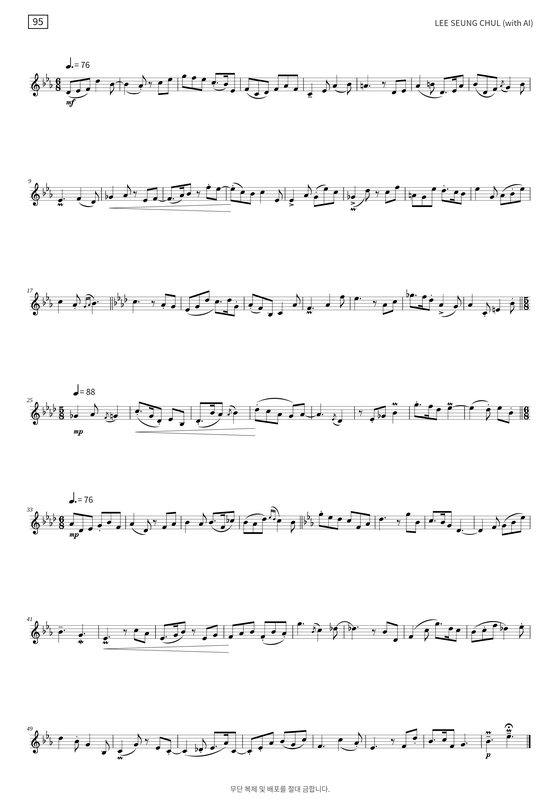 95
LEE SEUNG CHUL (with AI)
= 76
mf
9
17
25
= 88
mp
33
= 76
mp
41
49
p
무단 복제 및 배포를 절대 금합니다.